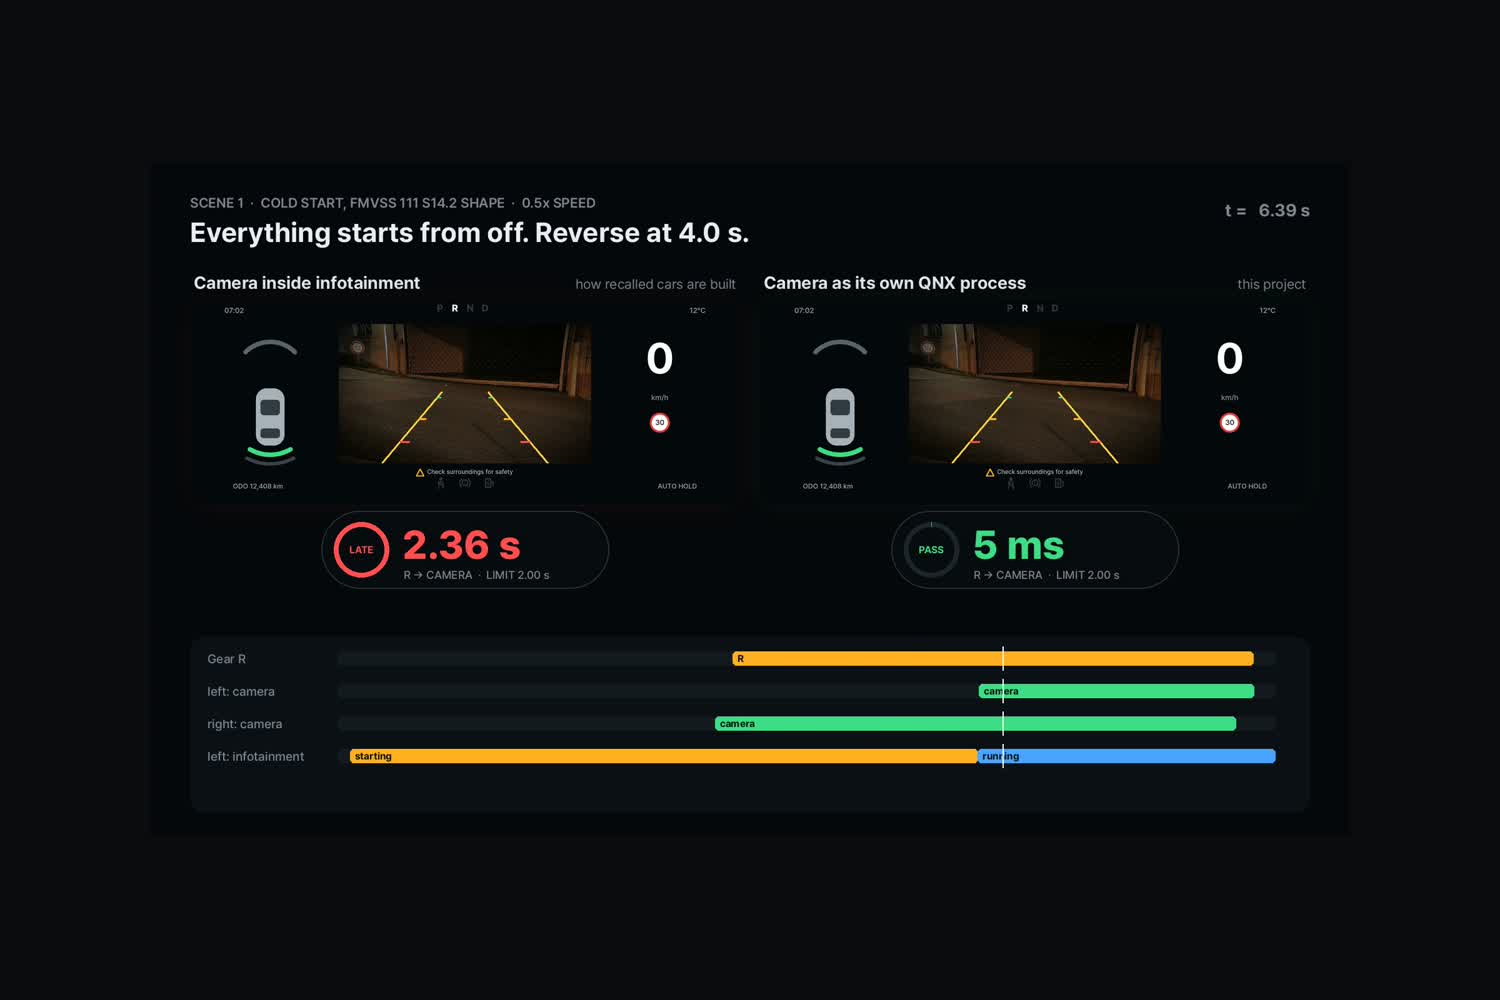 SCENE 1 · COLD START, FMVSS 111 S14.2 SHAPE · 0.5x SPEED
t = 6.39 s
Everything starts from off. Reverse at 4.0 s.
Camera inside infotainment
how recalled cars are built
07:02
P R N D
12°C
0
km/h
30
Check surroundings for safety
ODO 12,408 km
AUTO HOLD
LATE
2.36 s
R → CAMERA · LIMIT 2.00 s
Camera as its own QNX process
this project
07:02
P R N D
12°C
0
km/h
30
Check surroundings for safety
ODO 12,408 km
AUTO HOLD
PASS
5 ms
R → CAMERA · LIMIT 2.00 s
Gear R
R
left: camera
camera
right: camera
camera
left: infotainment
starting
running